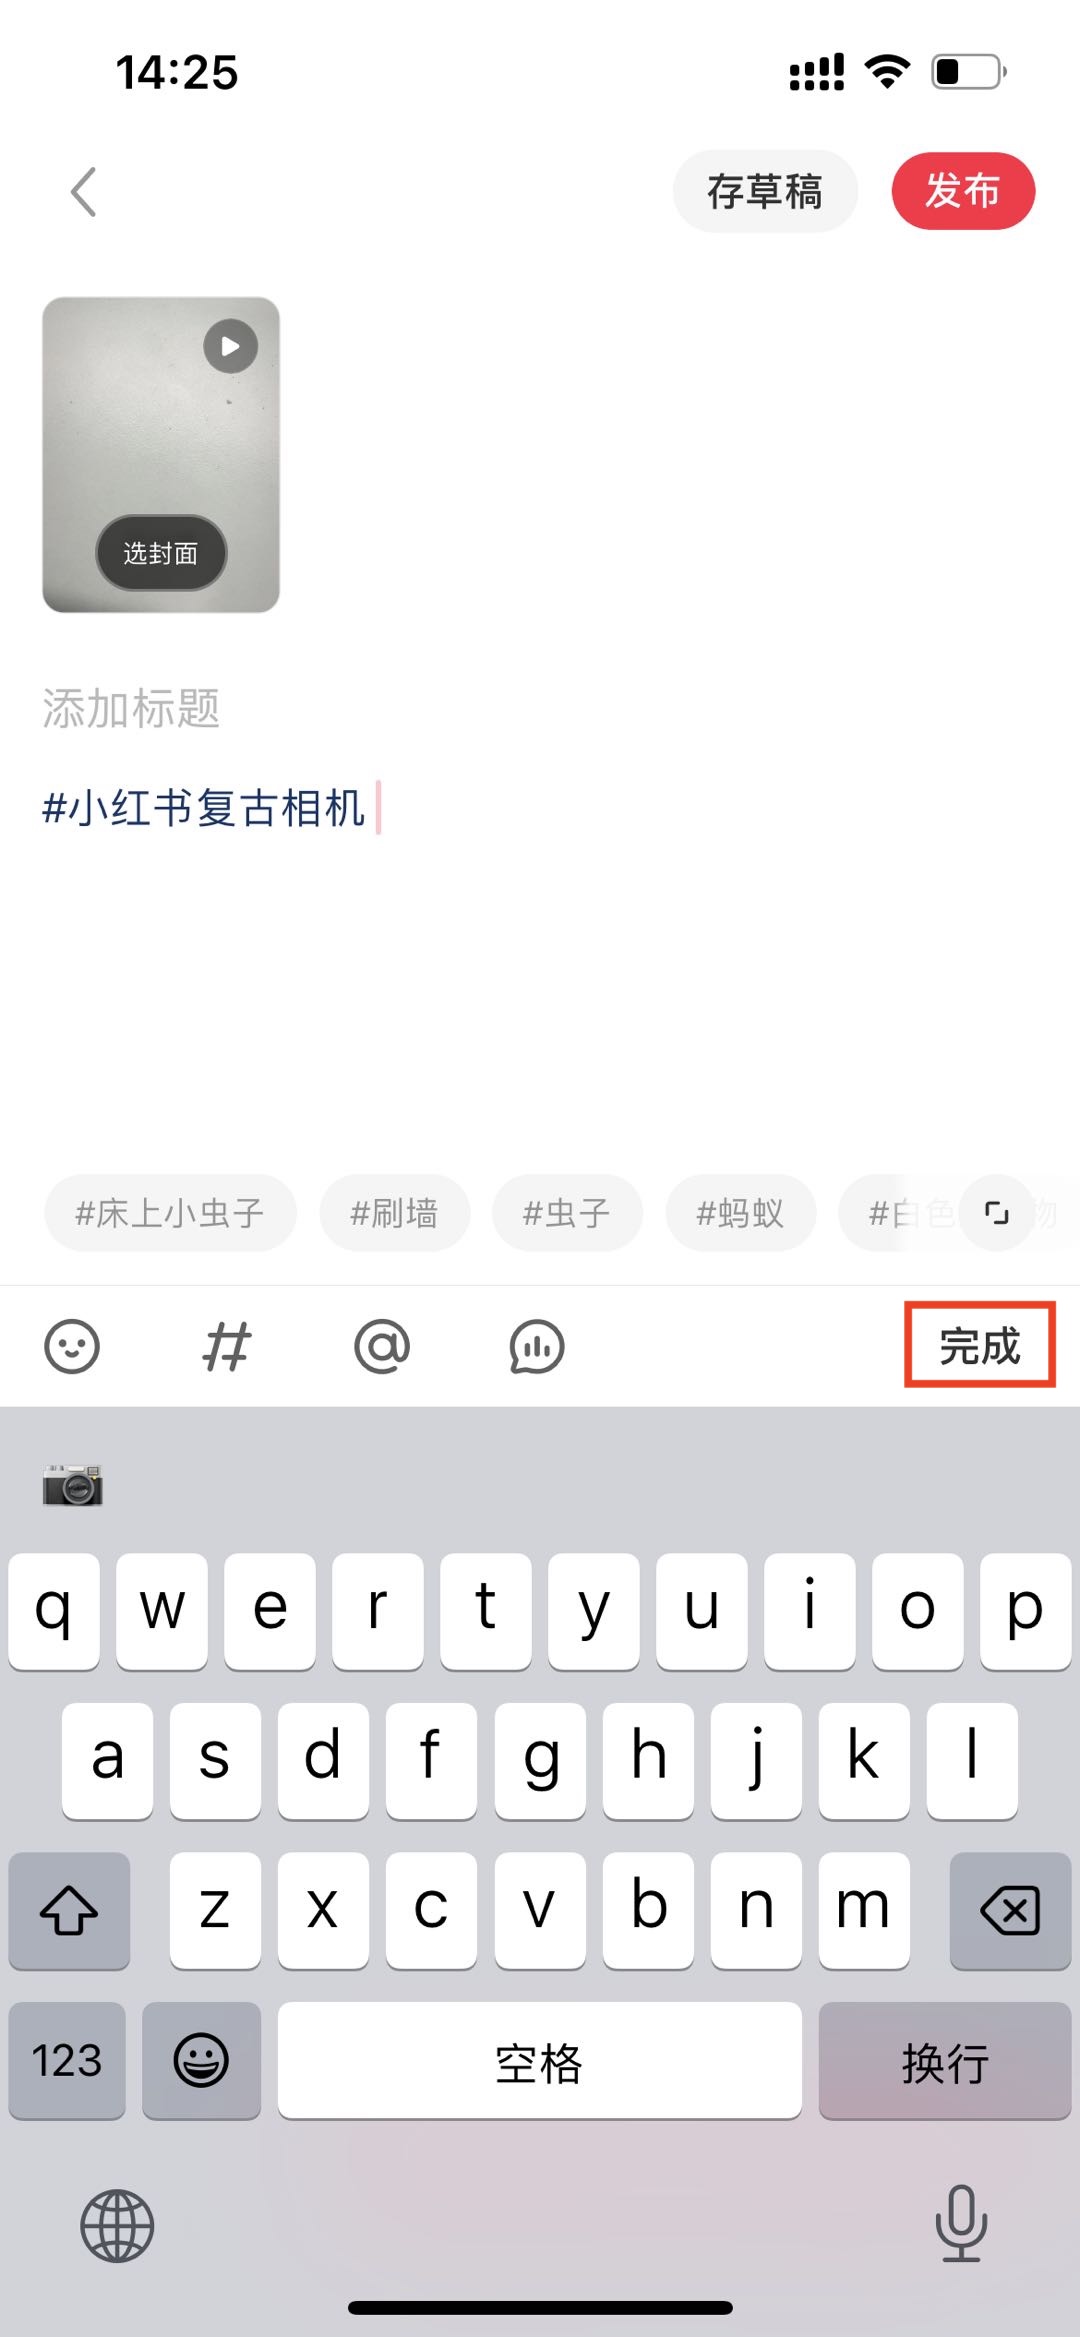 14:25
存草稿 发布
选封面
添加标题
#小红书复古相机
#床上小虫子 #刷墙 #虫子 #蚂蚁 #白色 物
完成
q w e r t y u i o p
a s d f g h j k l
z x c v b n m
123 空格 换行